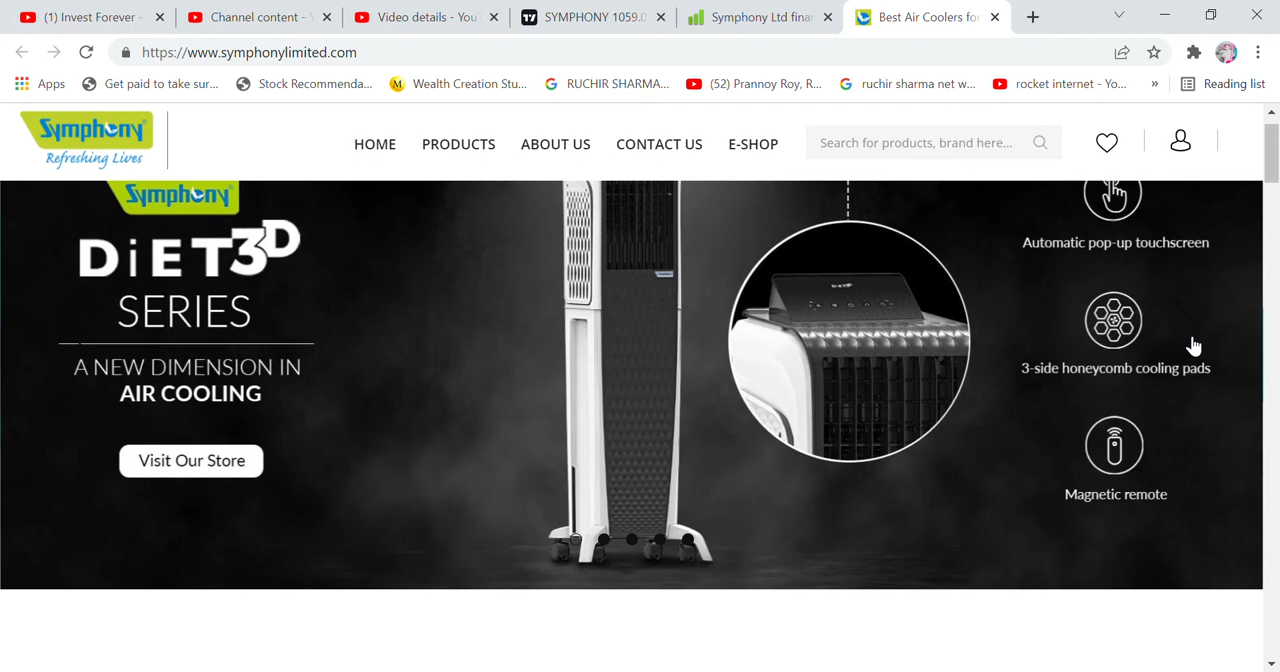 (1) Invest Forever -
Channel content - Y
Video details - YouT
SYMPHONY 1059.0
Symphony Ltd finan
Best Air Coolers for
https://www.symphonylimited.com
Apps
Get paid to take sur...
Stock Recommenda...
M
Wealth Creation Stu...
RUCHIR SHARMA...
(52) Prannoy Roy, R...
ruchir sharma net w...
rocket internet - Yo...
»
Reading list
Symphony
Refreshing Lives
HOME
PRODUCTS
ABOUT US
CONTACT US
E-SHOP
Search for products, brand here...
Symphony
DiET3D
SERIES
A NEW DIMENSION IN
AIR COOLING
Visit Our Store
DiET3D
Automatic pop-up touchscreen
3-side honeycomb cooling pads
Magnetic remote